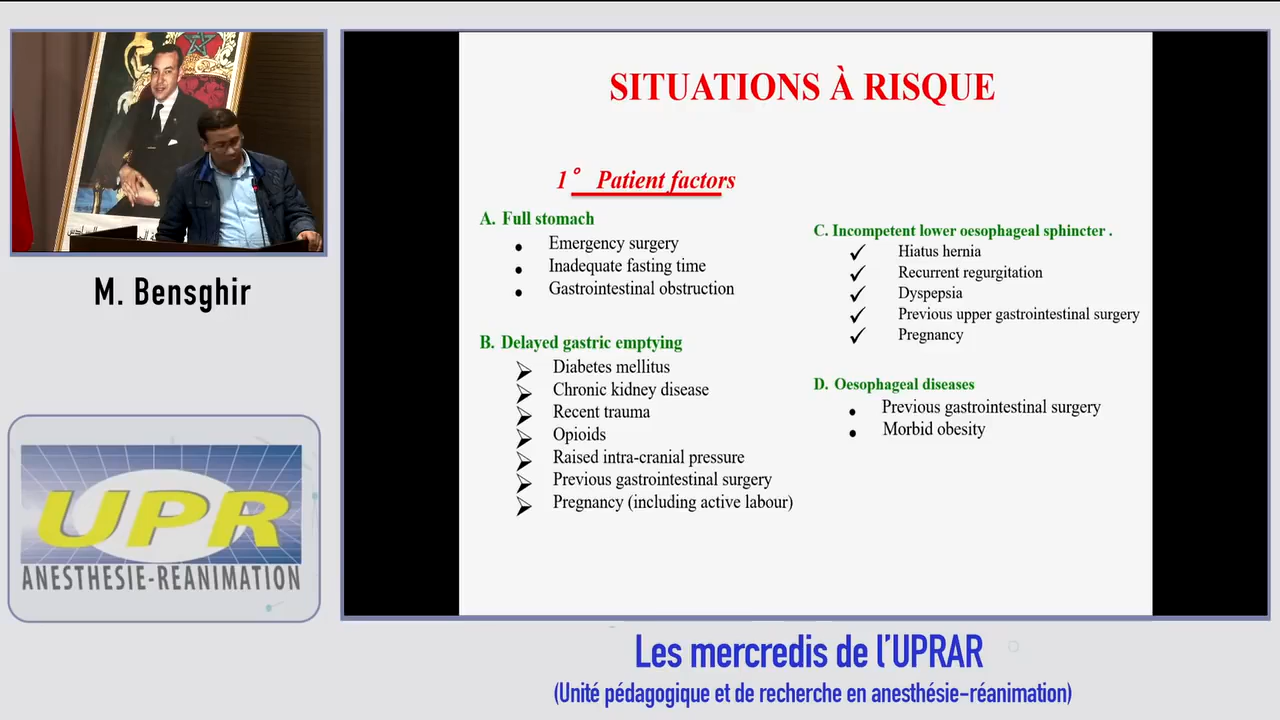 M. Bensghir
UPR
ANESTHESIE-REANIMATION
SITUATIONS À RISQUE
1° Patient factors
A. Full stomach
• Emergency surgery
• Inadequate fasting time
• Gastrointestinal obstruction
B. Delayed gastric emptying
➢ Diabetes mellitus
➢ Chronic kidney disease
➢ Recent trauma
➢ Opioids
➢ Raised intra-cranial pressure
➢ Previous gastrointestinal surgery
➢ Pregnancy (including active labour)
C. Incompetent lower oesophageal sphincter .
✓ Hiatus hernia
✓ Recurrent regurgitation
✓ Dyspepsia
✓ Previous upper gastrointestinal surgery
✓ Pregnancy
D. Oesophageal diseases
• Previous gastrointestinal surgery
• Morbid obesity
Les mercredis de l'UPRAR
(Unité pédagogique et de recherche en anesthésie-réanimation)